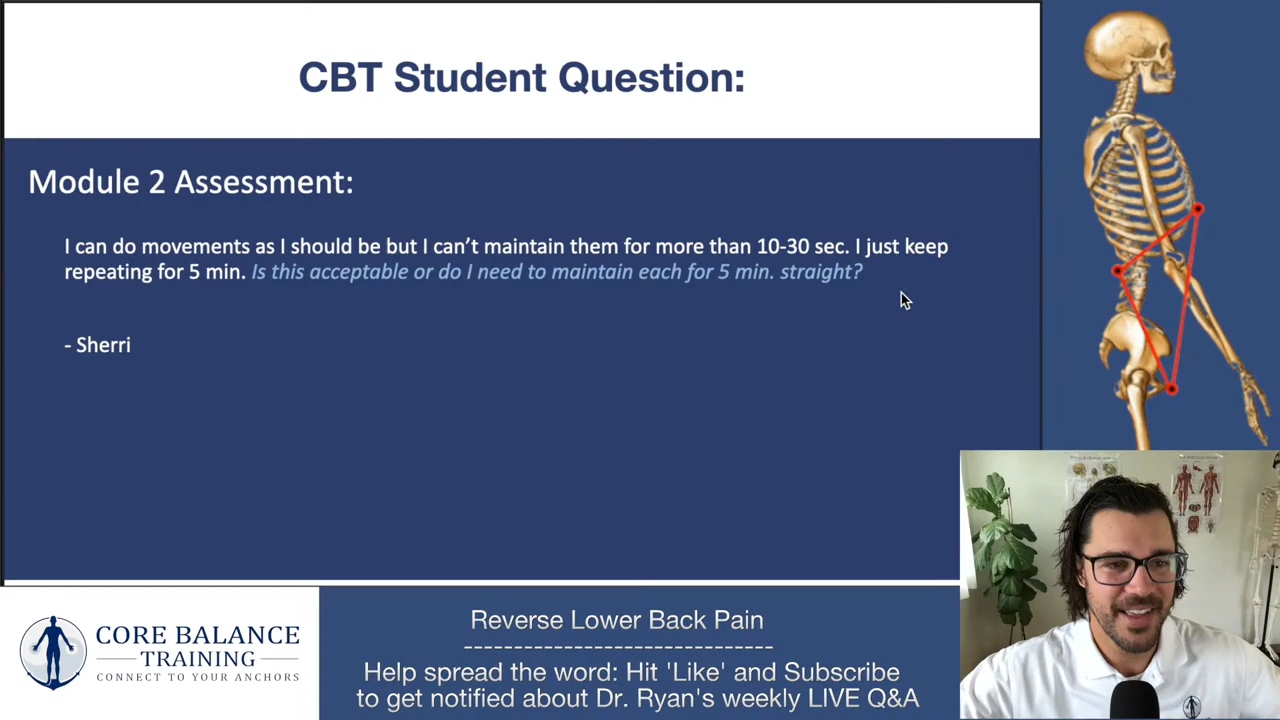 CBT Student Question:
Module 2 Assessment:
I can do movements as I should be but I can’t maintain them for more than 10-30 sec. I just keep
repeating for 5 min. Is this acceptable or do I need to maintain each for 5 min. straight?
- Sherri
CORE BALANCE
TRAINING
CONNECT TO YOUR ANCHORS
Reverse Lower Back Pain
----------------------------
Help spread the word: Hit 'Like' and Subscribe
to get notified about Dr. Ryan's weekly LIVE Q&A